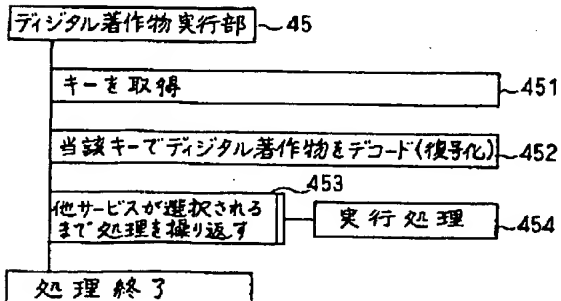 ディジタル著作物実行部 ~45
キーを取得 ~451
当該キーでディジタル著作物をデコード(復号化) ~452
453
他サービスが選択される
まで処理を繰り返す
実行処理 ~454
処理終了